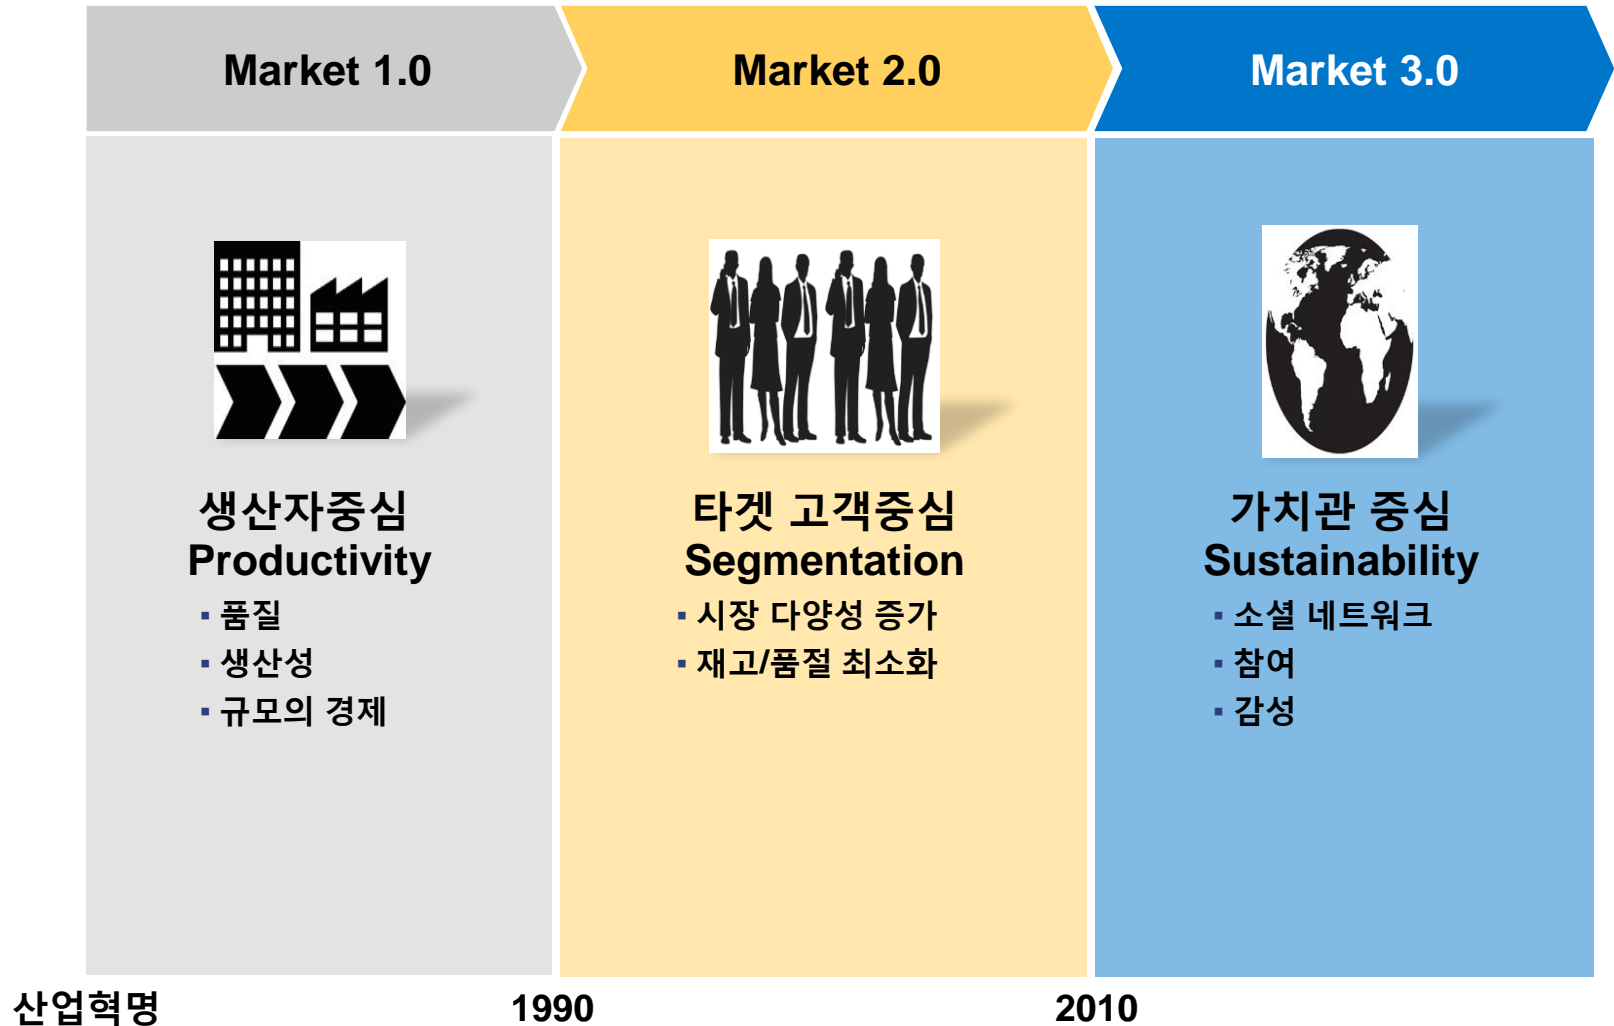 Market 1.0
Market 2.0
Market 3.0
생산자중심
Productivity
▪ 품질
▪ 생산성
▪ 규모의 경제
타겟 고객중심
Segmentation
▪ 시장 다양성 증가
▪ 재고/품절 최소화
가치관 중심
Sustainability
▪ 소셜 네트워크
▪ 참여
▪ 감성
산업혁명
1990
2010